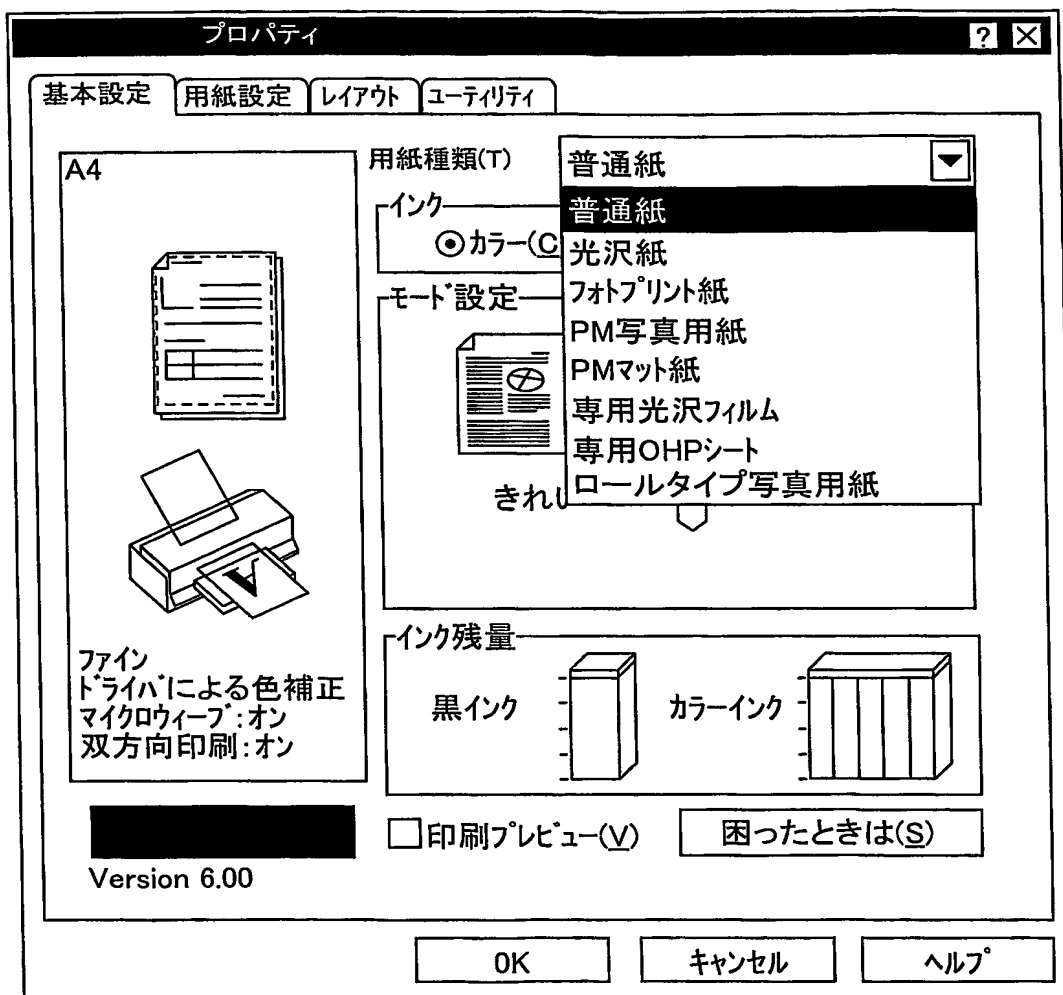 プロパティ
基本設定 用紙設定 レイアウト ユーティリティ
A4
用紙種類(T) 普通紙
普通紙
光沢紙
フォトプリント紙
PM写真用紙
PMマット紙
専用光沢フィルム
専用OHPシート
ロールタイプ写真用紙
インク
カラー(C
モード設定
きれい
ファイン
ドライバによる色補正
マイクロウィーブ:オン
双方向印刷:オン
インク残量
黒インク カラーインク
Version 6.00
印刷プレビュー(V) 困ったときは(S)
OK キャンセル ヘルプ